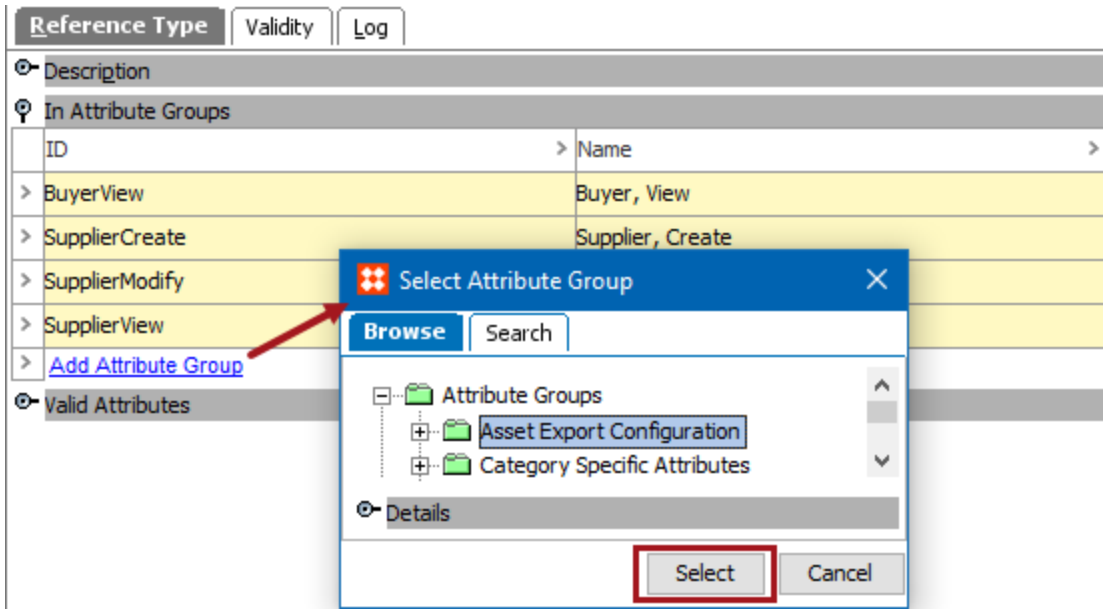 Reference Type Validity Log
Description
In Attribute Groups
ID > Name >
> BuyerView Buyer, View
> SupplierCreate Supplier, Create
> SupplierModify
> SupplierView
> Add Attribute Group
Valid Attributes
Select Attribute Group
Browse Search
Attribute Groups
Asset Export Configuration
Category Specific Attributes
Details
Select Cancel